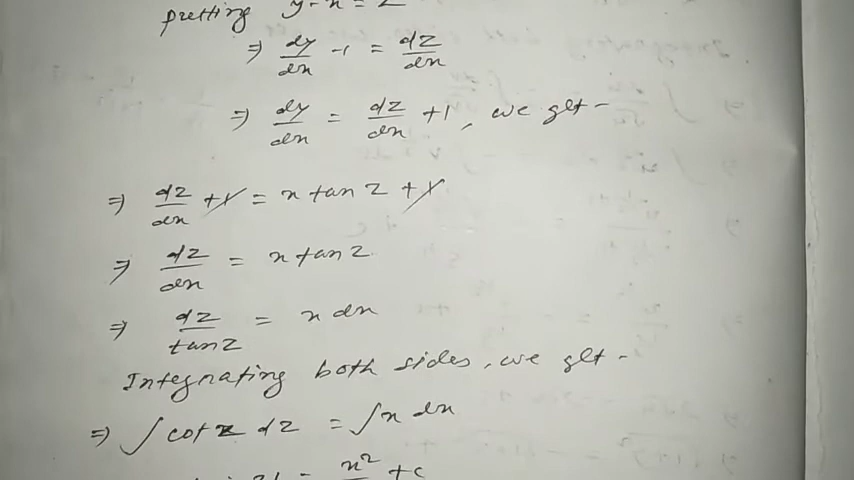 putting y-x = z
⇒ dy/dx -1 = dz/dx
⇒ dy/dx = dz/dx +1, we get -
⇒ dz/dx + 1 = x tan z + 1
⇒ dz/dx = x tan z
⇒ dz/tan z = x dx
Integrating both sides, we get -
⇒ ∫ cot z dz = ∫ x dx
= x² + c